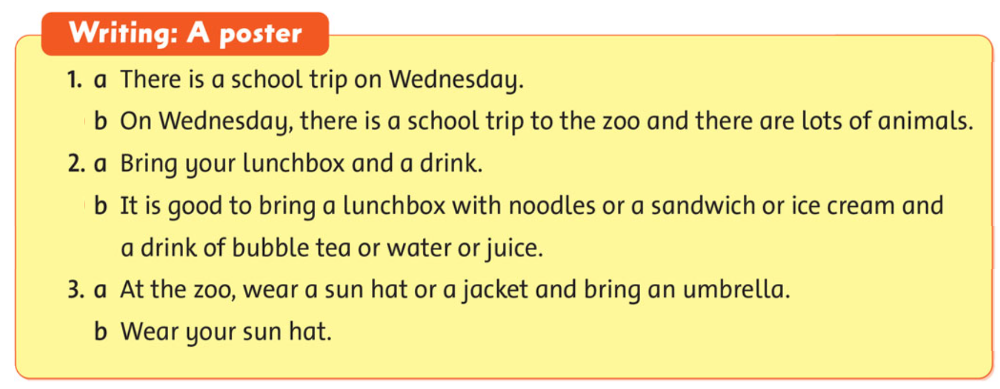 Writing: A poster
1. a There is a school trip on Wednesday.
b On Wednesday, there is a school trip to the zoo and there are lots of animals.
2. a Bring your lunchbox and a drink.
b It is good to bring a lunchbox with noodles or a sandwich or ice cream and
a drink of bubble tea or water or juice.
3. a At the zoo, wear a sun hat or a jacket and bring an umbrella.
b Wear your sun hat.